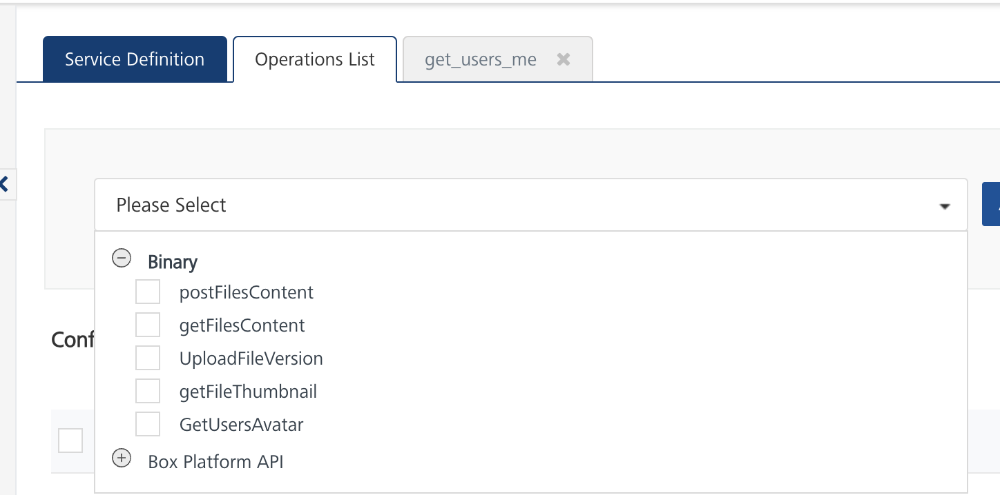 Service Definition
Operations List
get_users_me
Please Select
Binary
postFilesContent
getFilesContent
UploadFileVersion
getFileThumbnail
GetUsersAvatar
Box Platform API